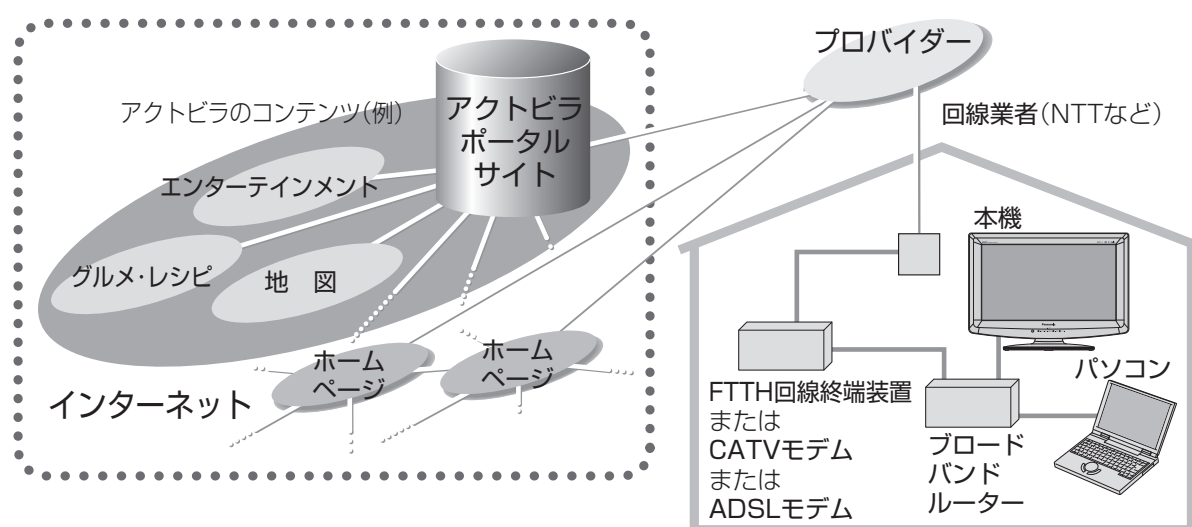 プロバイダー
アクトビラのコンテンツ(例)
アクトビラ
ポータル
サイト
回線業者(NTTなど)
エンターテインメント
本機
グルメ・レシピ
地 図
Panasonic
ホーム
ページ
ホーム
ページ
インターネット
パソコン
FTTH回線終端装置
または
CATVモデム
または
ADSLモデム
ブロード
バンド
ルーター